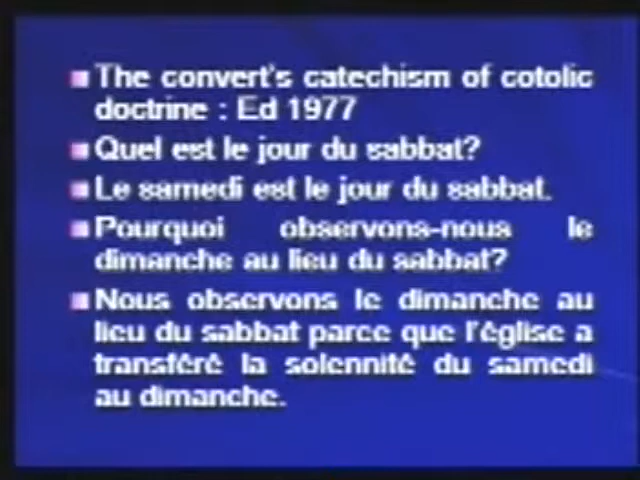 The convert's catechism of cotolic
doctrine : Ed 1977
Quel est le jour du sabbat?
Le samedi est le jour du sabbat.
Pourquoi observons-nous le
dimanche au lieu du sabbat?
Nous observons le dimanche au
lieu du sabbat parce que l'église a
transféré la solennité du samedi
au dimanche.